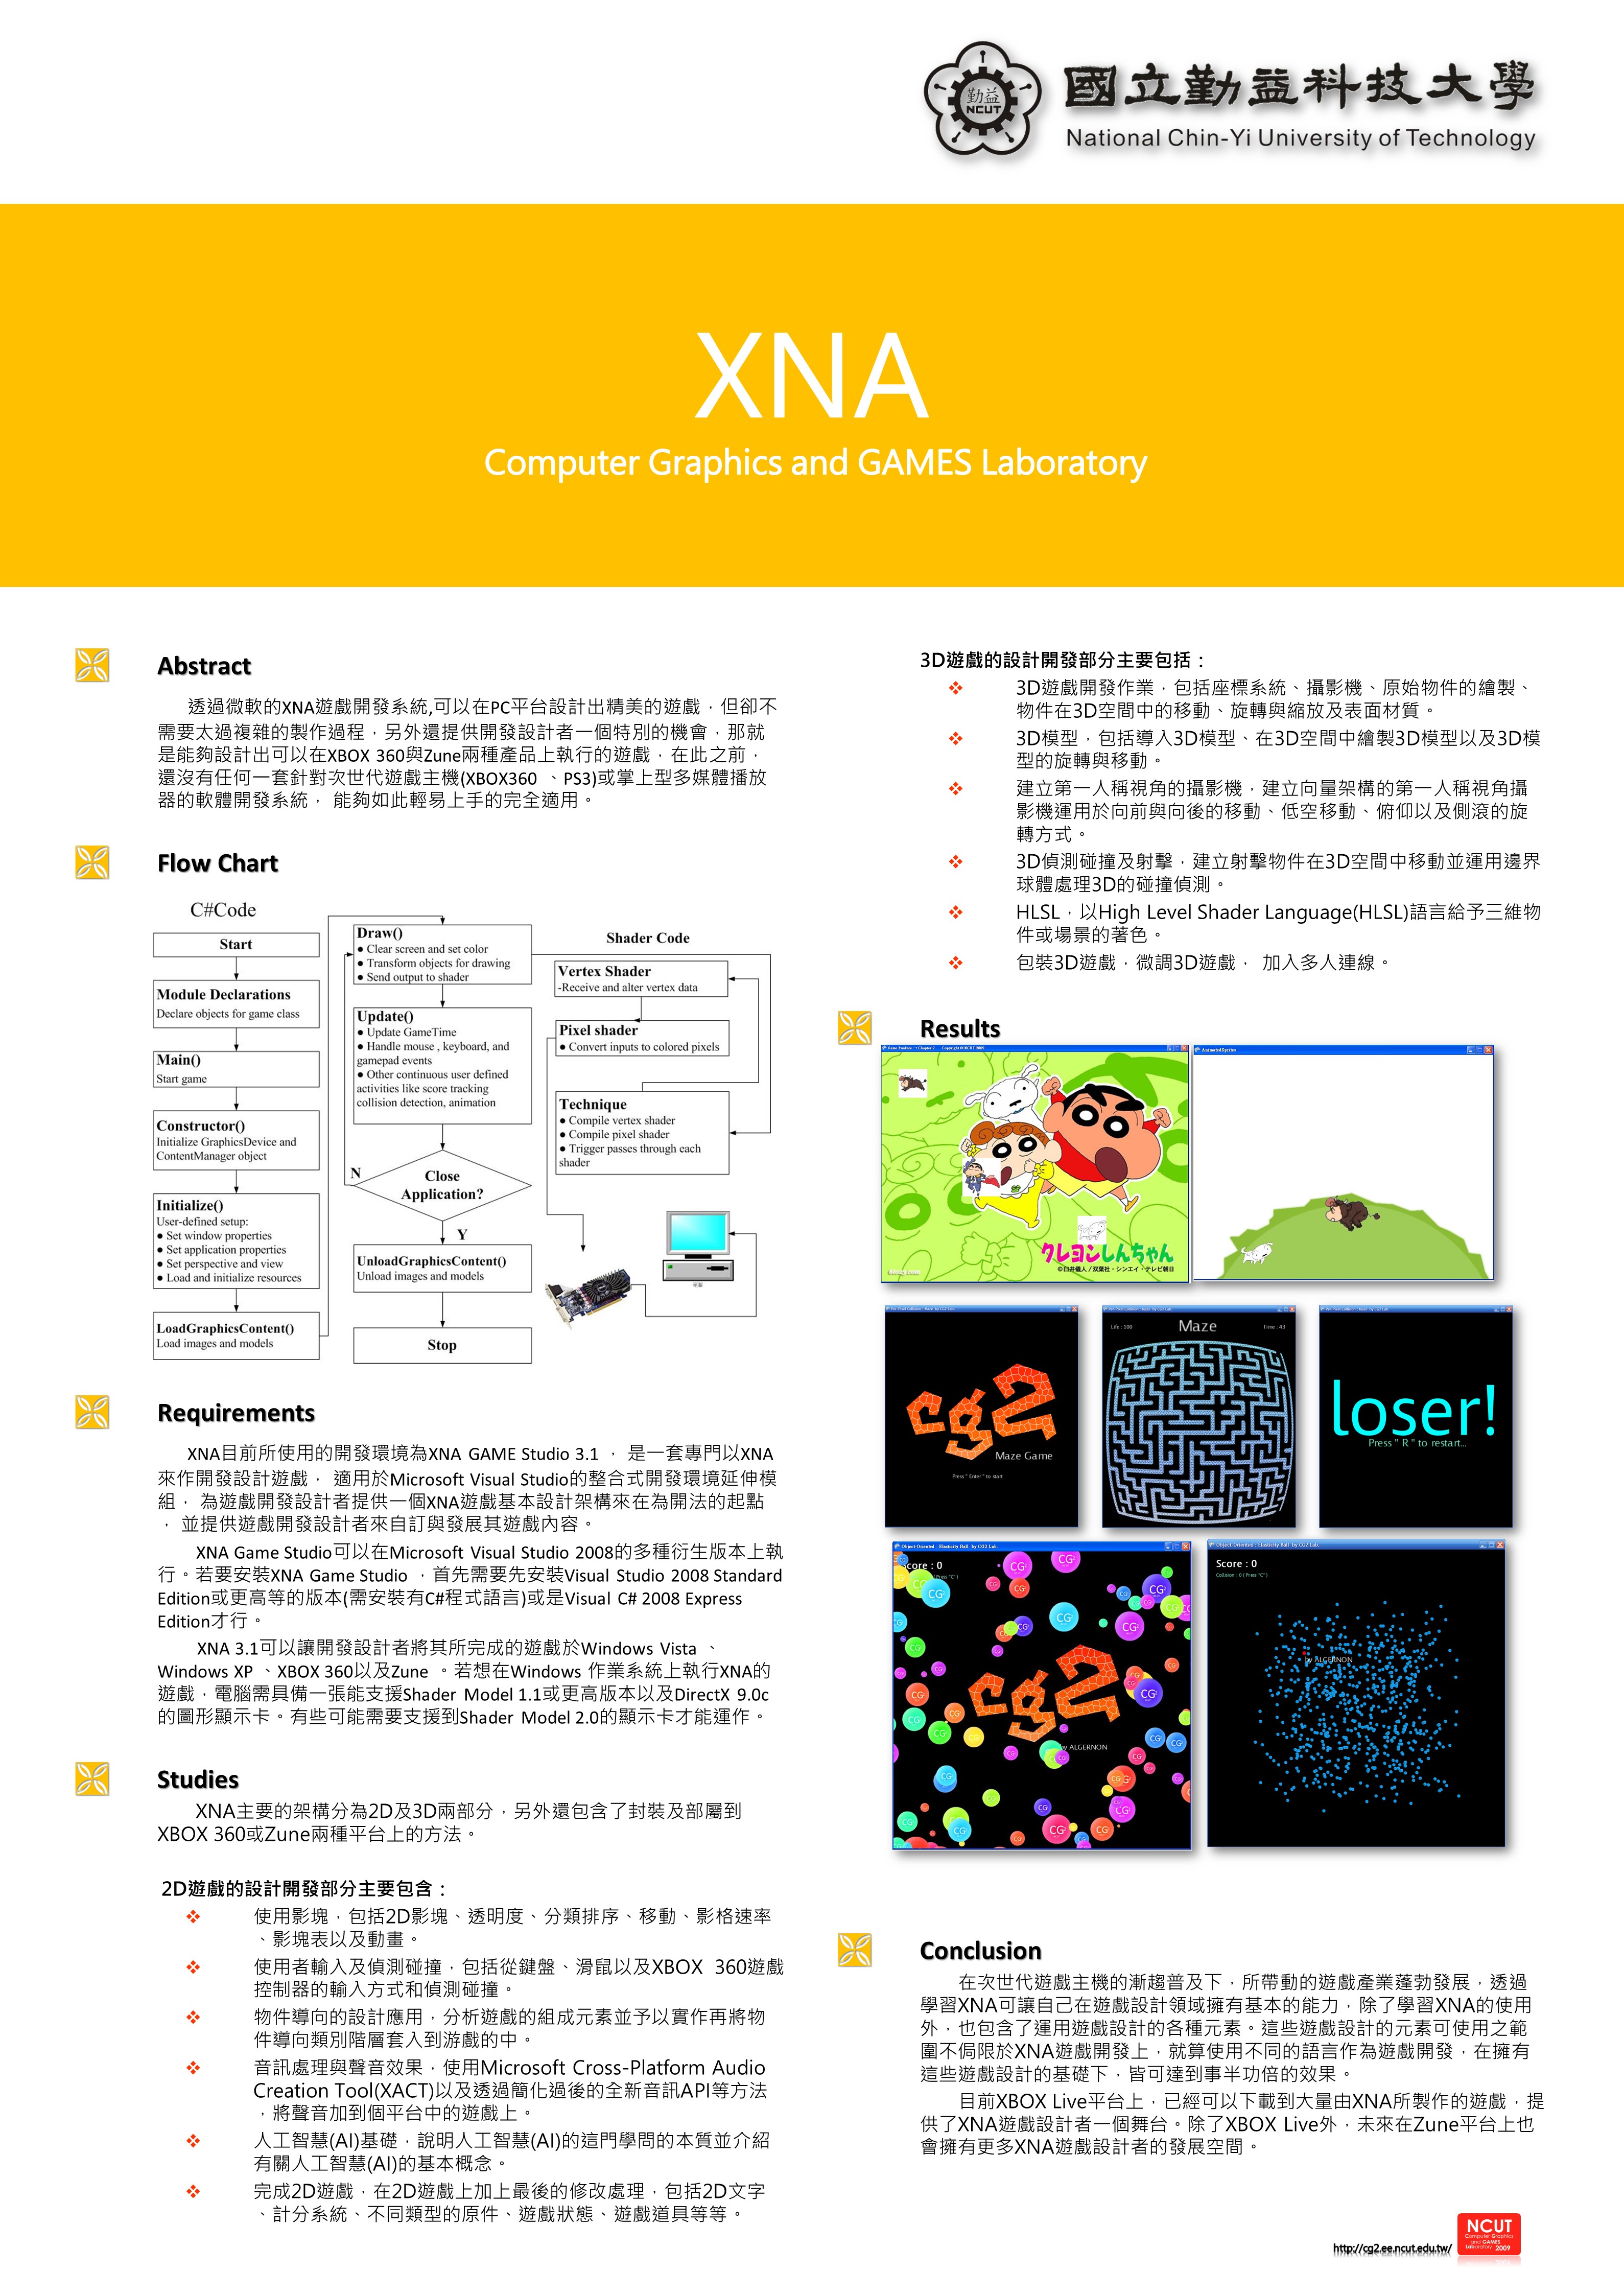 勤益
NCUT
國立勤益科技大學
National Chin-Yi University of Technology
XNA
Computer Graphics and GAMES Laboratory
Abstract
透過微軟的XNA遊戲開發系統,可以在PC平台設計出精美的遊戲，但卻不
需要太過複雜的製作過程，另外還提供開發設計者一個特別的機會，那就
是能夠設計出可以在XBOX 360與Zune兩種產品上執行的遊戲，在此之前，
還沒有任何一套針對次世代遊戲主機(XBOX360 、PS3)或掌上型多媒體播放
器的軟體開發系統， 能夠如此輕易上手的完全適用。
Flow Chart
C#Code
Start
Module Declarations
Declare objects for game class
Main()
Start game
Constructor()
Initialize GraphicsDevice and
ContentManager object
Initialize()
User-defined setup:
● Set window properties
● Set application properties
● Set perspective and view
● Load and initialize resources
LoadGraphicsContent()
Load images and models
Draw()
● Clear screen and set color
● Transform objects for drawing
● Send output to shader
Update()
● Update GameTime
● Handle mouse , keyboard, and
gamepad events
● Other continuous user defined
activities like score tracking
collision detection, animation
N
Close
Application?
Y
UnloadGraphicsContent()
Unload images and models
Stop
Shader Code
Vertex Shader
-Receive and alter vertex data
Pixel shader
● Convert inputs to colored pixels
Technique
● Compile vertex shader
● Compile pixel shader
● Trigger passes through each
shader
Requirements
XNA目前所使用的開發環境為XNA GAME Studio 3.1 ， 是一套專門以XNA
來作開發設計遊戲， 適用於Microsoft Visual Studio的整合式開發環境延伸模
組， 為遊戲開發設計者提供一個XNA遊戲基本設計架構來在為開法的起點
， 並提供遊戲開發設計者來自訂與發展其遊戲內容。
XNA Game Studio可以在Microsoft Visual Studio 2008的多種衍生版本上執
行。若要安裝XNA Game Studio ，首先需要先安裝Visual Studio 2008 Standard
Edition或更高等的版本(需安裝有C#程式語言)或是Visual C# 2008 Express
Edition才行。
XNA 3.1可以讓開發設計者將其所完成的遊戲於Windows Vista 、
Windows XP 、XBOX 360以及Zune 。若想在Windows 作業系統上執行XNA的
遊戲，電腦需具備一張能支援Shader Model 1.1或更高版本以及DirectX 9.0c
的圖形顯示卡。有些可能需要支援到Shader Model 2.0的顯示卡才能運作。
Studies
XNA主要的架構分為2D及3D兩部分，另外還包含了封裝及部屬到
XBOX 360或Zune兩種平台上的方法。
2D遊戲的設計開發部分主要包含：
❖ 使用影塊，包括2D影塊、透明度、分類排序、移動、影格速率
、影塊表以及動畫。
❖ 使用者輸入及偵測碰撞，包括從鍵盤、滑鼠以及XBOX 360遊戲
控制器的輸入方式和偵測碰撞。
❖ 物件導向的設計應用，分析遊戲的組成元素並予以實作再將物
件導向類別階層套入到游戲的中。
❖ 音訊處理與聲音效果，使用Microsoft Cross-Platform Audio
Creation Tool(XACT)以及透過簡化過後的全新音訊API等方法
，將聲音加到個平台中的遊戲上。
❖ 人工智慧(AI)基礎，說明人工智慧(AI)的這門學問的本質並介紹
有關人工智慧(AI)的基本概念。
❖ 完成2D遊戲，在2D遊戲上加上最後的修改處理，包括2D文字
、計分系統、不同類型的原件、遊戲狀態、遊戲道具等等。
3D遊戲的設計開發部分主要包括：
❖ 3D遊戲開發作業，包括座標系統、攝影機、原始物件的繪製、
物件在3D空間中的移動、旋轉與縮放及表面材質。
❖ 3D模型，包括導入3D模型、在3D空間中繪製3D模型以及3D模
型的旋轉與移動。
❖ 建立第一人稱視角的攝影機，建立向量架構的第一人稱視角攝
影機運用於向前與向後的移動、低空移動、俯仰以及側滾的旋
轉方式。
❖ 3D偵測碰撞及射擊，建立射擊物件在3D空間中移動並運用邊界
球體處理3D的碰撞偵測。
❖ HLSL，以High Level Shader Language(HLSL)語言給予三維物
件或場景的著色。
❖ 包裝3D遊戲，微調3D遊戲， 加入多人連線。
Results
AnimatedSprites
クレヨンしんちゃん
©臼井儀人/双葉社・シンエイ・テレビ朝日
cg2
Maze Game
Press " Enter " to start
Life : 100
Maze
Time : 43
loser!
Press " R " to restart...
Object Oriented : Elasticity Ball by CG2 Lab.
Score : 0
cg2
by ALGERNON
Object Oriented : Elasticity Ball by CG2 Lab.
Score : 0
Collision : 0 ( Press "C" )
by ALGERNON
Conclusion
在次世代遊戲主機的漸趨普及下，所帶動的遊戲產業蓬勃發展，透過
學習XNA可讓自己在遊戲設計領域擁有基本的能力，除了學習XNA的使用
外，也包含了運用遊戲設計的各種元素。這些遊戲設計的元素可使用之範
圍不侷限於XNA遊戲開發上，就算使用不同的語言作為遊戲開發，在擁有
這些遊戲設計的基礎下，皆可達到事半功倍的效果。
目前XBOX Live平台上，已經可以下載到大量由XNA所製作的遊戲，提
供了XNA遊戲設計者一個舞台。除了XBOX Live外，未來在Zune平台上也
會擁有更多XNA遊戲設計者的發展空間。
http://cg2.ee.ncut.edu.tw/
NCUT
Computer Graphics
and GAMES
Laboratory 2009